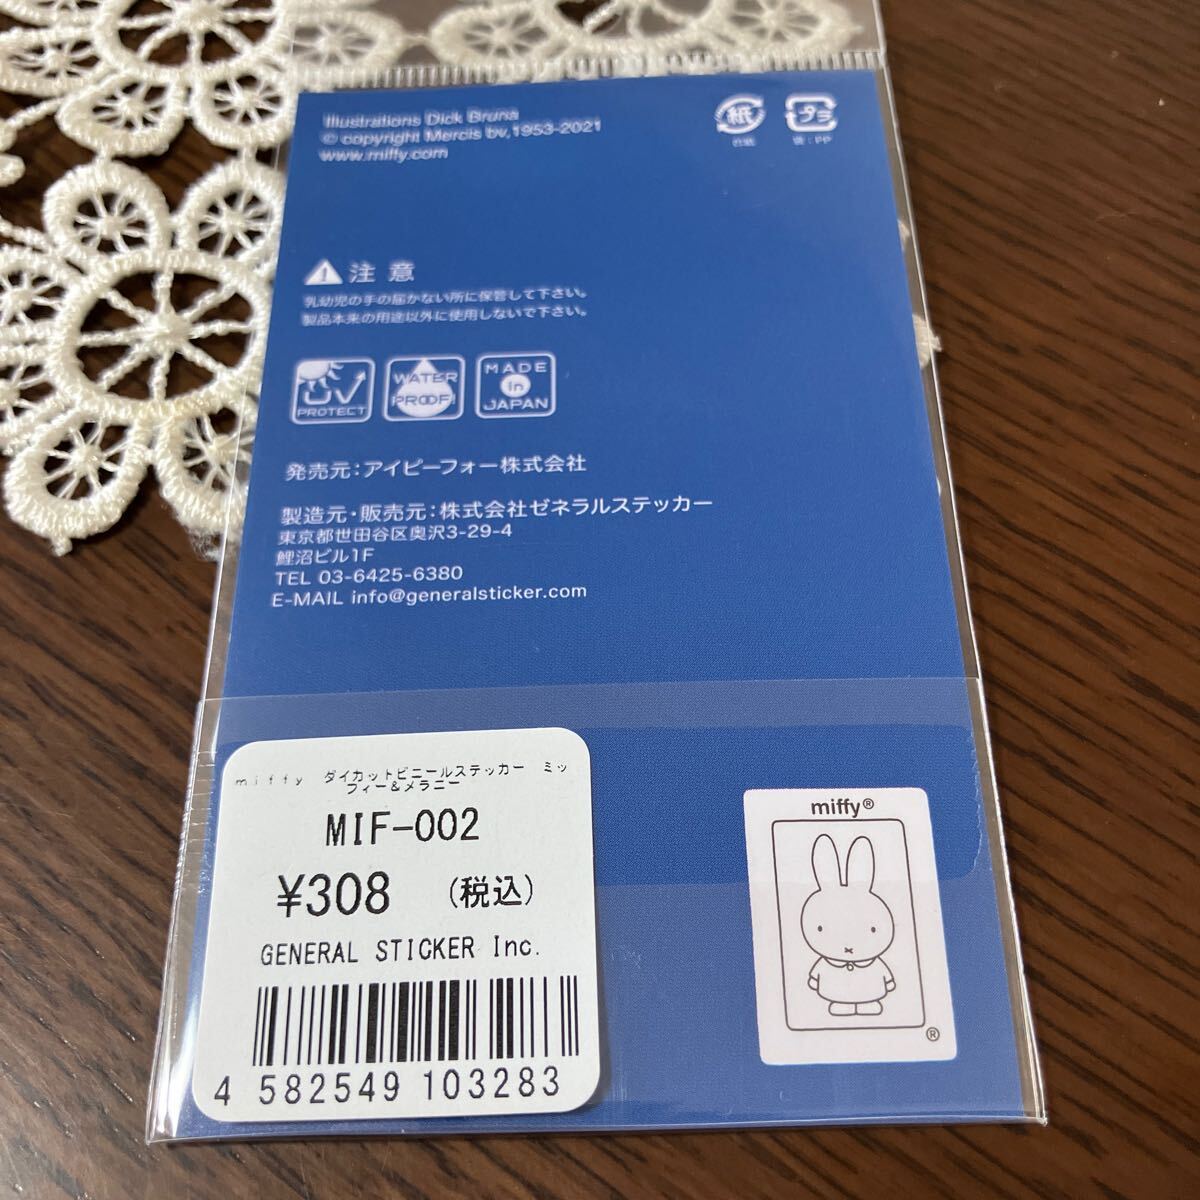 Illustrations Dick Bruna
© copyright Mercis bv,1953-2021
www.miffy.com
紙
台紙
プラ
袋：PP
注 意
乳幼児の手の届かない所に保管して下さい。
製品本来の用途以外に使用しないで下さい。
UV
PROTECT
WATER
PROOF!
MADE
in
JAPAN
発売元：アイピーフォー株式会社
製造元・販売元：株式会社ゼネラルステッカー
東京都世田谷区奥沢3-29-4
鯉沼ビル1F
TEL 03-6425-6380
E-MAIL info@generalsticker.com
miffy ダイカットビニールステッカー ミッ
フィー＆メラニー
MIF-002
¥308 (税込)
GENERAL STICKER Inc.
4 582549 103283
miffy®
®